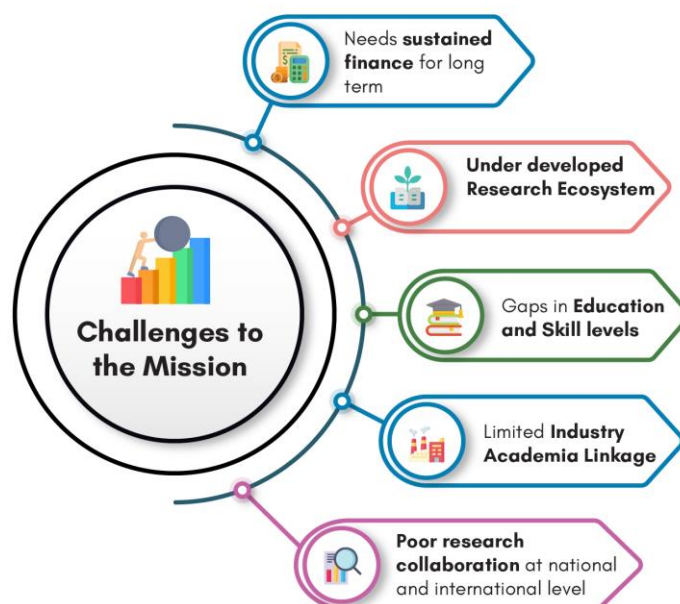 Needs sustained
finance for long
term
Under developed
Research Ecosystem
Challenges to
the Mission
Gaps in Education
and Skill levels
Limited Industry
Academia Linkage
Poor research
collaboration at national
and international level